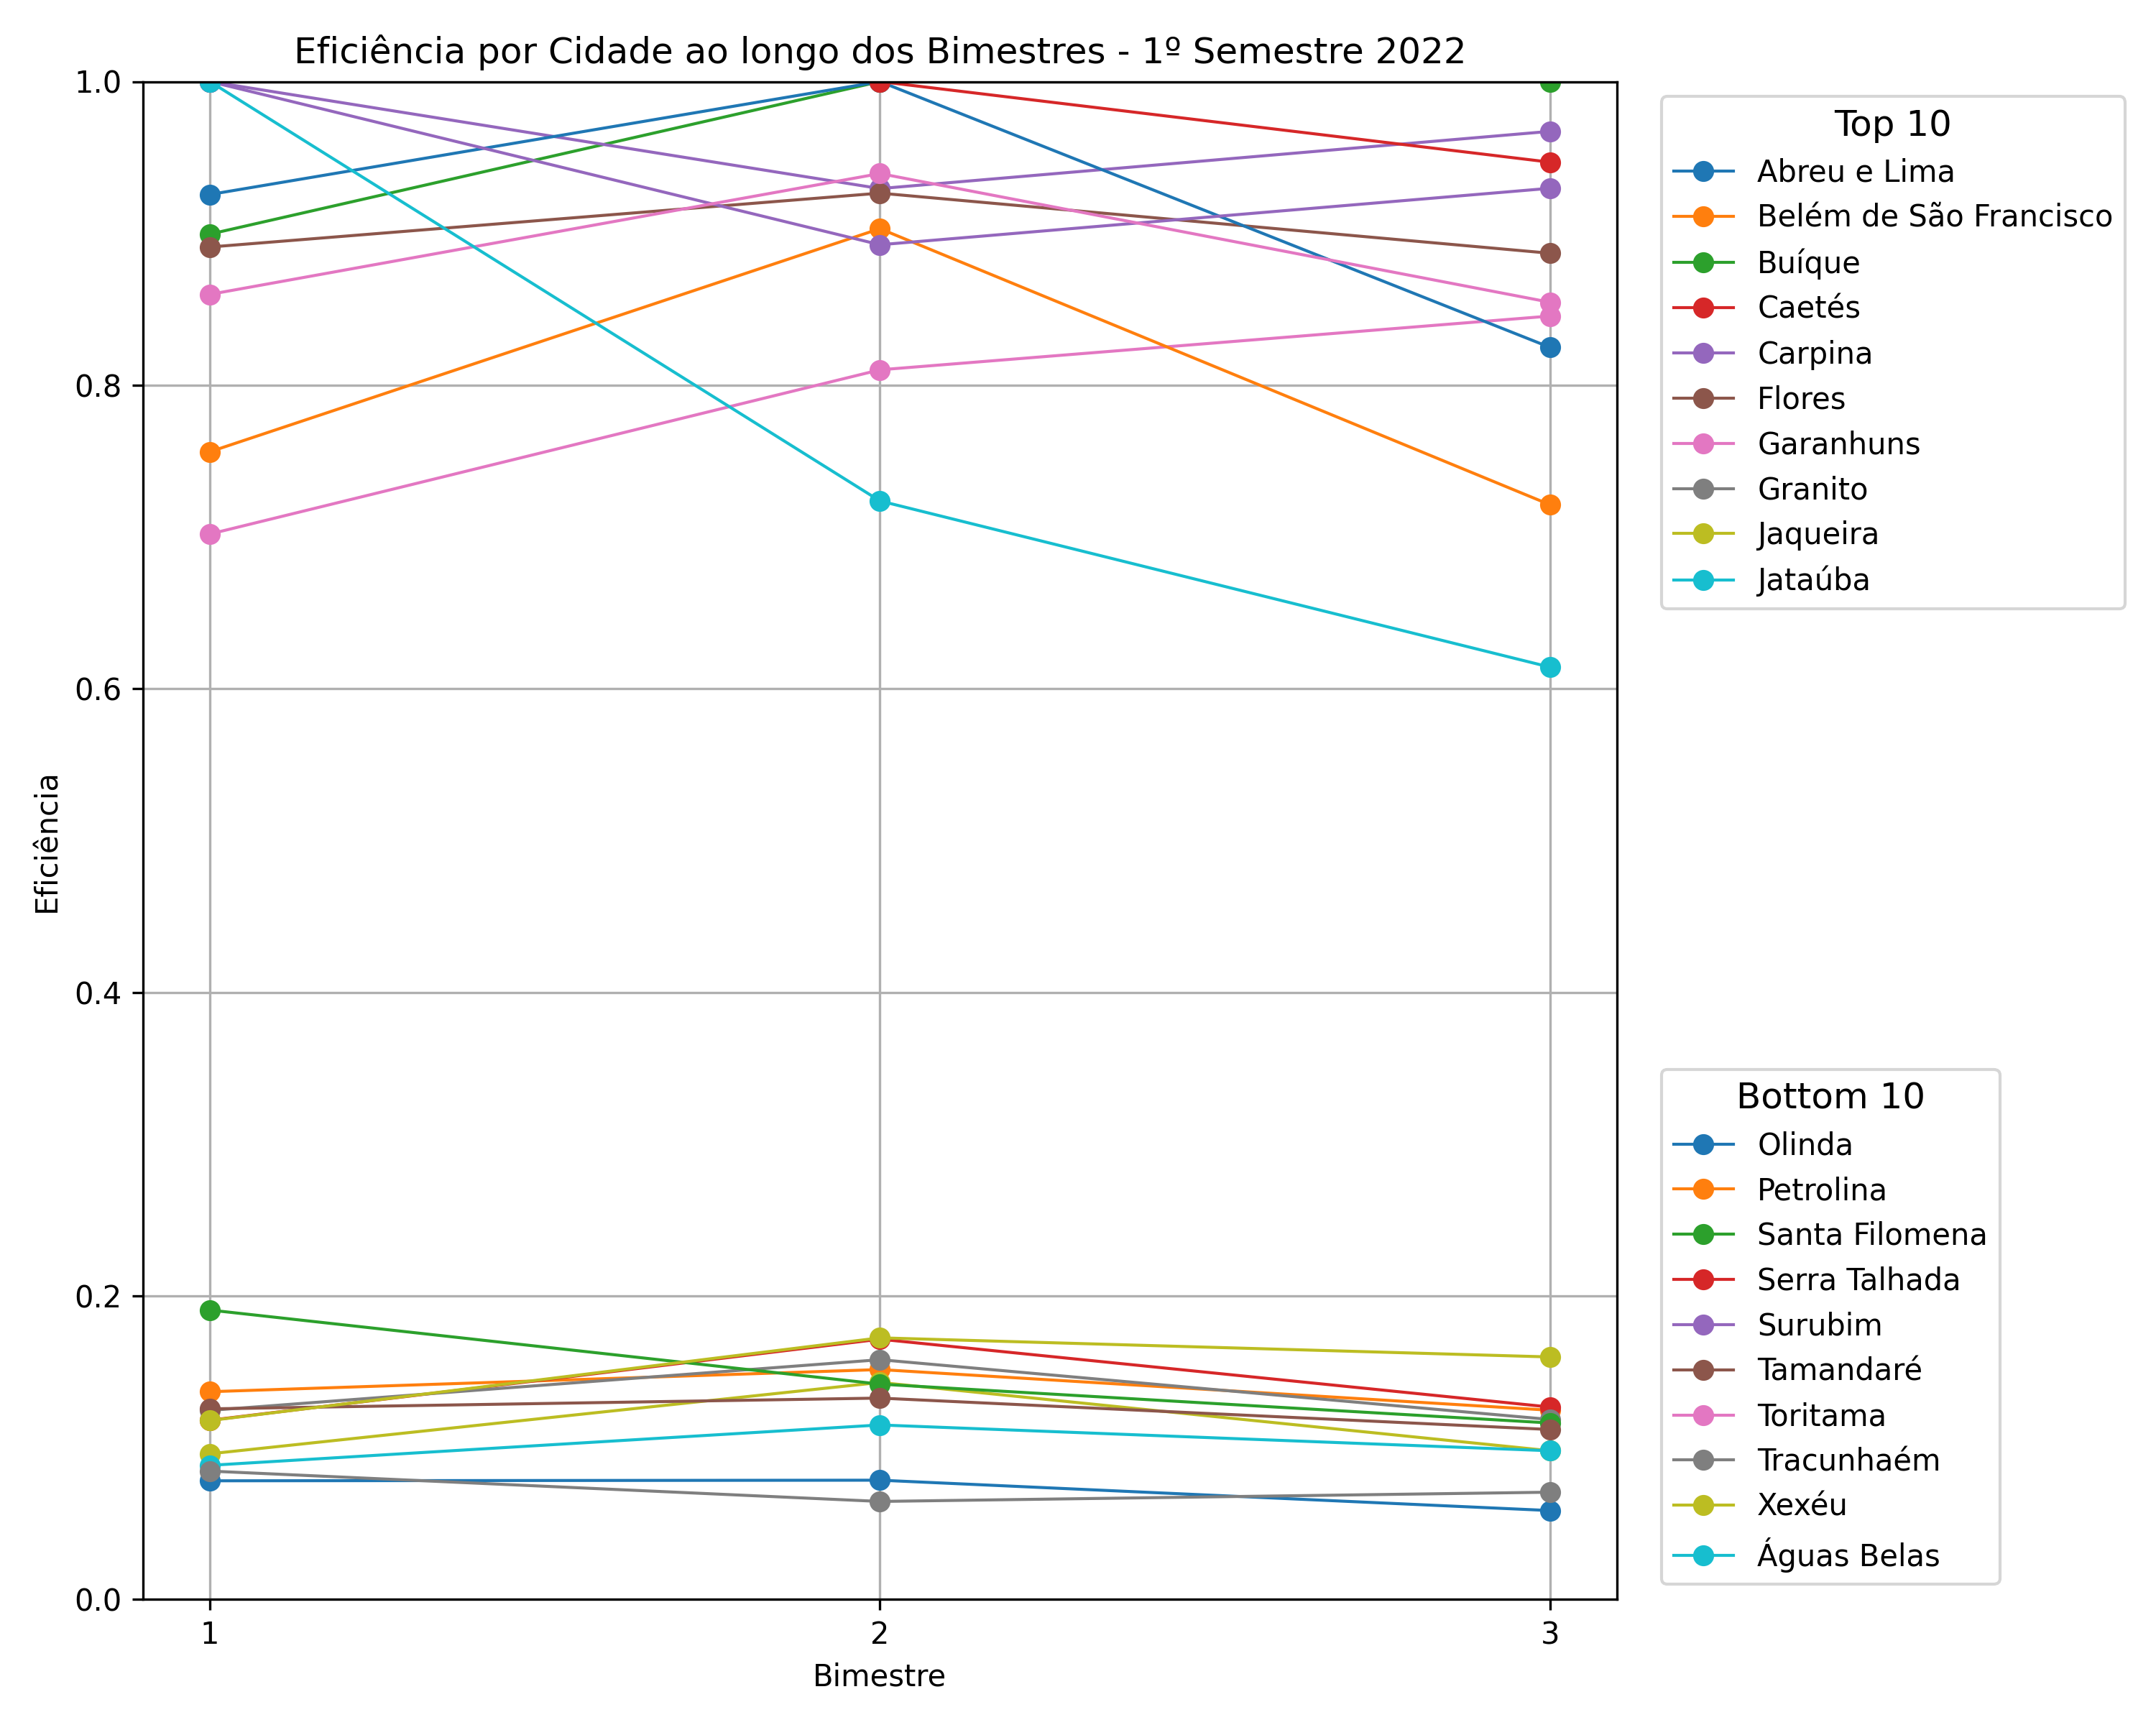 Eficiência por Cidade ao longo dos Bimestres - 1º Semestre 2022
1.0
0.8
0.6
0.4
0.2
0.0
Eficiência
1
2
3
Bimestre
Top 10
Abreu e Lima
Belém de São Francisco
Buíque
Caetés
Carpina
Flores
Garanhuns
Granito
Jaqueira
Jataúba
Bottom 10
Olinda
Petrolina
Santa Filomena
Serra Talhada
Surubim
Tamandaré
Toritama
Tracunhaém
Xexéu
Águas Belas